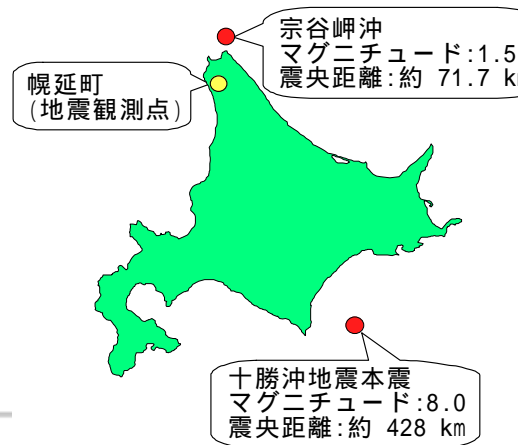 宗谷岬沖
マグニチュード:1.5
震央距離:約 71.7 k
幌延町
(地震観測点)
十勝沖地震本震
マグニチュード:8.0
震央距離:約 428 km